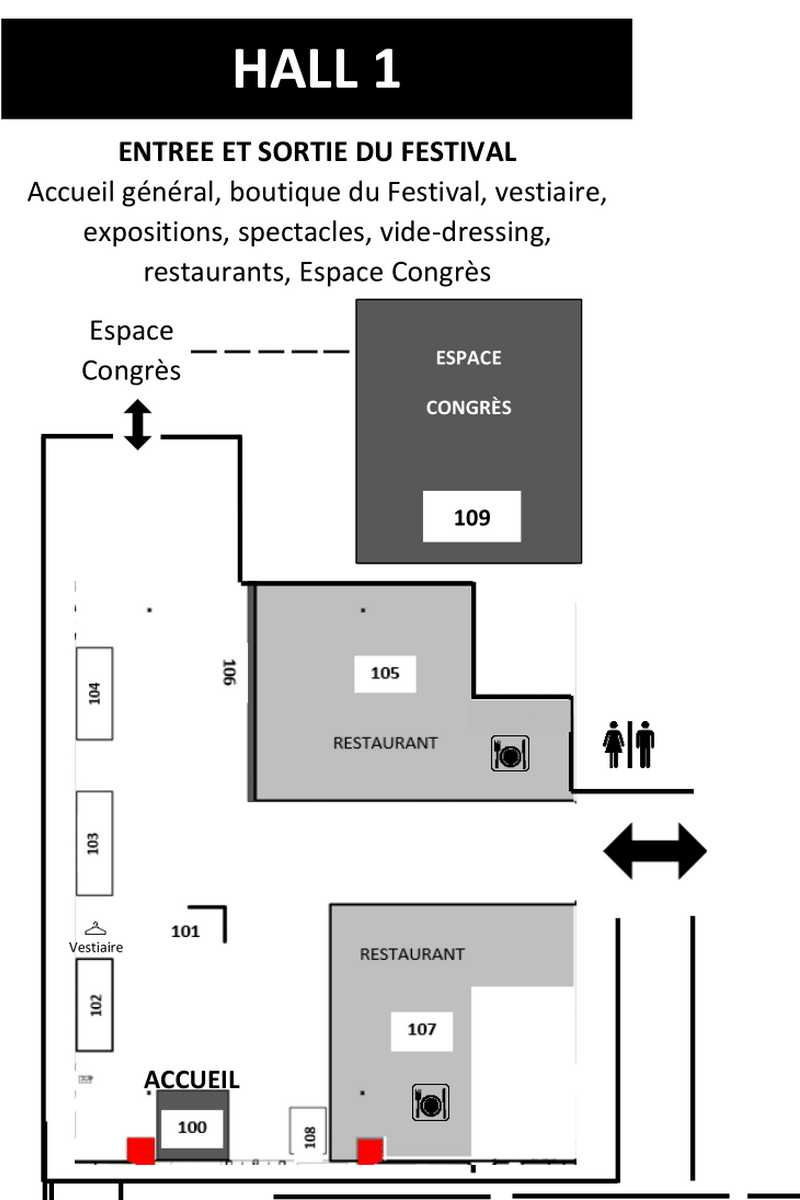 HALL 1
ENTREE ET SORTIE DU FESTIVAL
Accueil général, boutique du Festival, vestiaire,
expositions, spectacles, vide-dressing,
restaurants, Espace Congrès
Espace
Congrès
ESPACE
CONGRÈS
109
106
105
104
RESTAURANT
103
101
Vestiaire
RESTAURANT
102
107
ACCUEIL
100
108